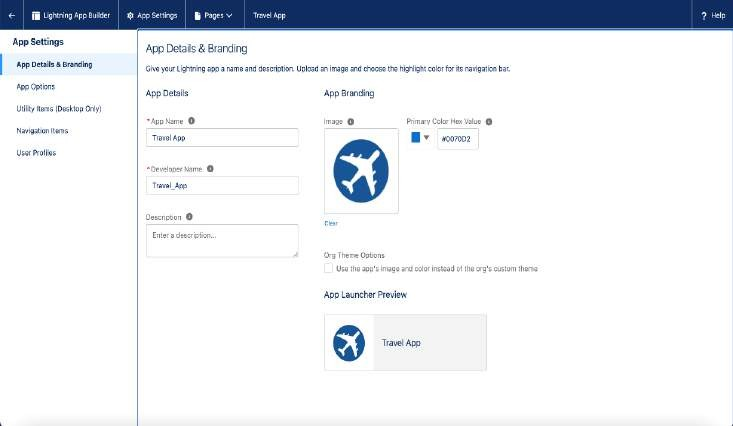 Lightning App Builder
App Settings
Pages
Travel App
? Help
App Settings
App Details & Branding
App Options
Utility Items (Desktop Only)
Navigation Items
User Profiles
App Details & Branding
Give your Lightning app a name and description. Upload an image and choose the highlight color for its navigation bar.
App Details
*App Name
Travel App
*Developer Name
Travel_App
Description
Enter a description...
App Branding
Image
Primary Color Hex Value
#0070D2
Clear
Org Theme Options
Use the app's image and color instead of the org's custom theme
App Launcher Preview
Travel App